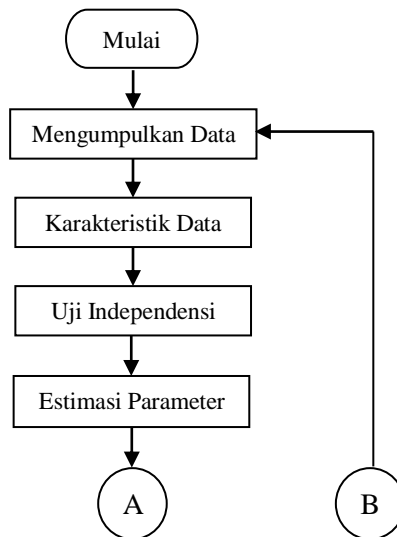 Mulai
Mengumpulkan Data
Karakteristik Data
Uji Independensi
Estimasi Parameter
A
B